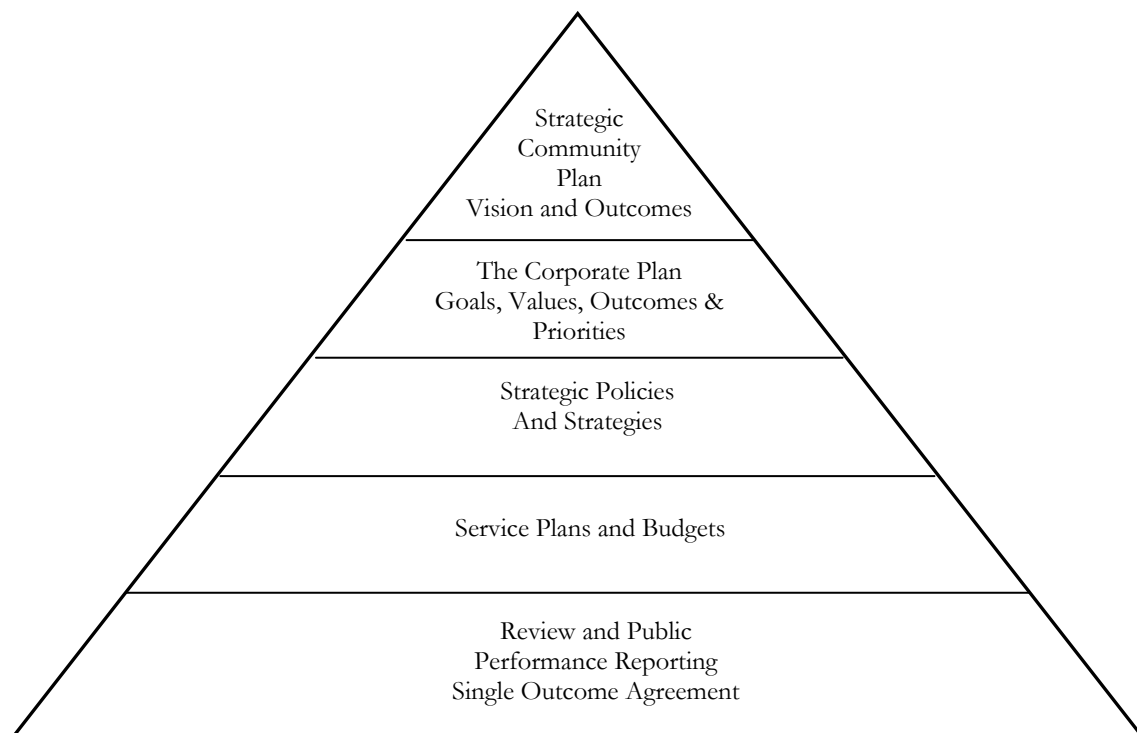 Strategic
Community
Plan
Vision and Outcomes
The Corporate Plan
Goals, Values, Outcomes &
Priorities
Strategic Policies
And Strategies
Service Plans and Budgets
Review and Public
Performance Reporting
Single Outcome Agreement